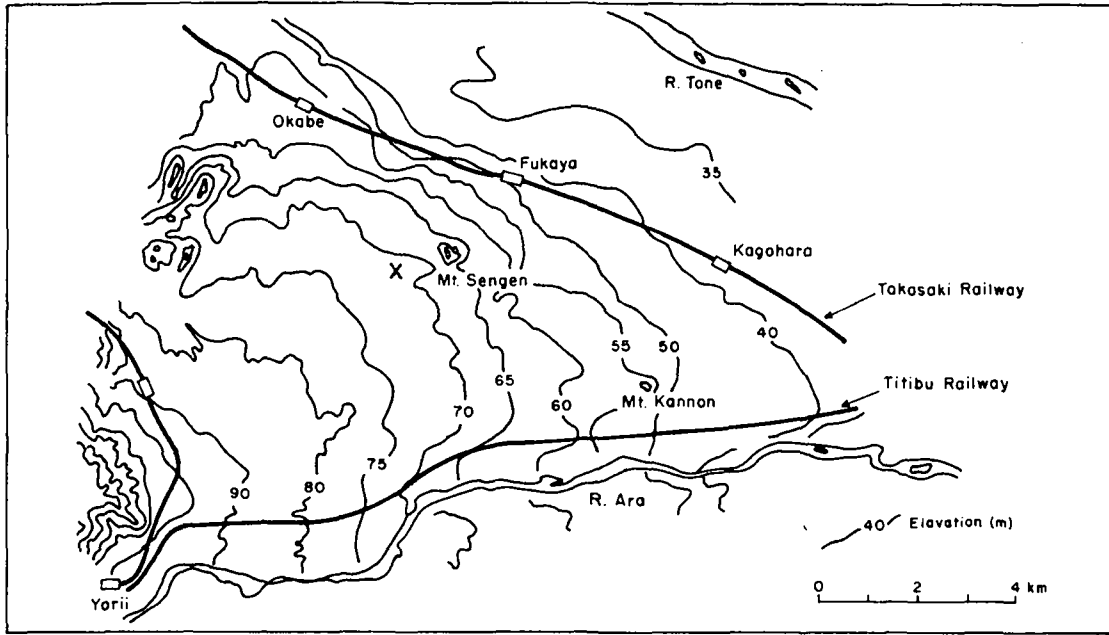 R. Tone
Okabe
Fukaya
35
Kagohara
X
Mt. Sengen
Takasaki Railway
40
50
55
Titibu Railway
65
Mt. Kannon
70
60
75
80
90
R. Ara
40 Elavation (m)
Yorii
0 2 4 km